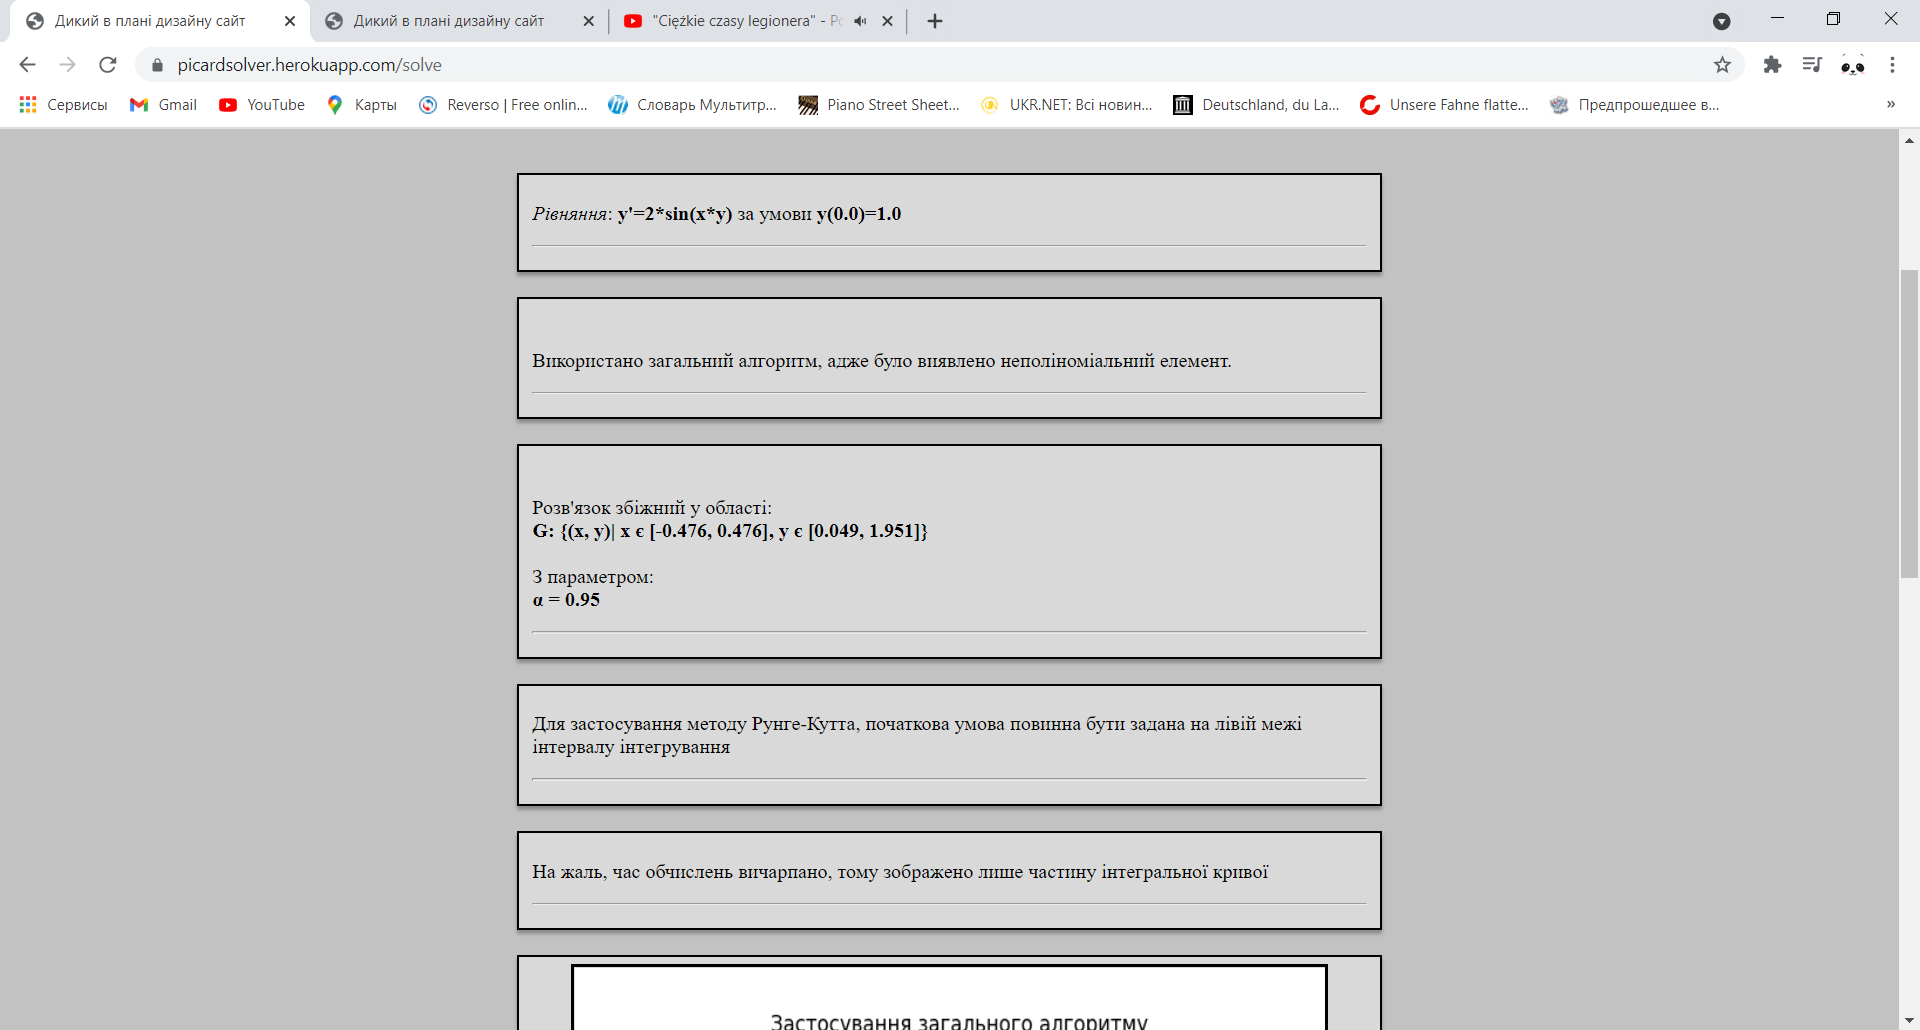 Дикий в плані дизайну сайт
Дикий в плані дизайну сайт
"Ciężkie czasy legionera" - Po
picardsolver.herokuapp.com/solve
Сервисы
Gmail
YouTube
Карты
Reverso | Free onlin...
Словарь Мультитр...
Piano Street Sheet...
UKR.NET: Всі новин...
Deutschland, du La...
Unsere Fahne flatte...
Предпрошедшее в...
»
Рівняння: y'=2*sin(x*y) за умови y(0.0)=1.0
Використано загальний алгоритм, адже було виявлено неполіноміальний елемент.
Розв'язок збіжний у області:
G: {(x, y)| x є [-0.476, 0.476], y є [0.049, 1.951]}
З параметром:
α = 0.95
Для застосування методу Рунге-Кутта, початкова умова повинна бути задана на лівій межі
інтервалу інтегрування
На жаль, час обчислень вичарпано, тому зображено лише частину інтегральної кривої
Застосування загального алгоритму